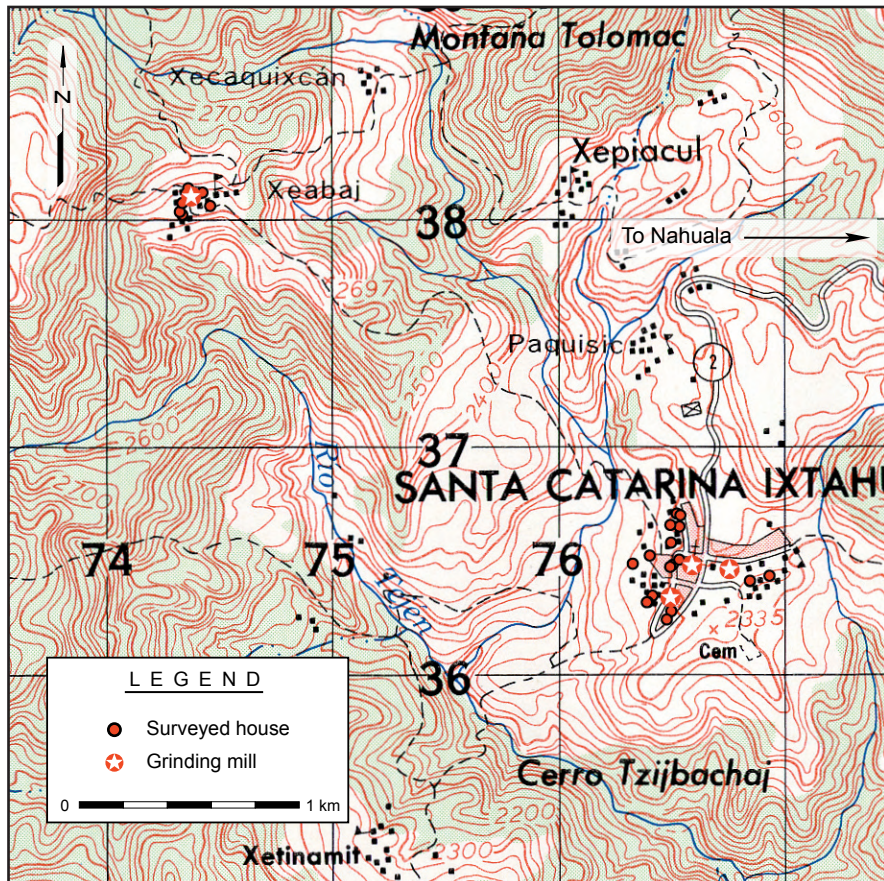 Montaña Tolomac
N
Xecaquixcán
2700
Xepiacul
Xeabaj
38
To Nahuala
2697
2500
2400
Paquisic
2
2600
37
Río
SANTA CATARINA IXTAHU
2700
74
75
76
Tejen
2335
Cem
36
LEGEND
Surveyed house
Grinding mill
0 1 km
Cerro Tzijbachaj
2200
Xetinamit
2300